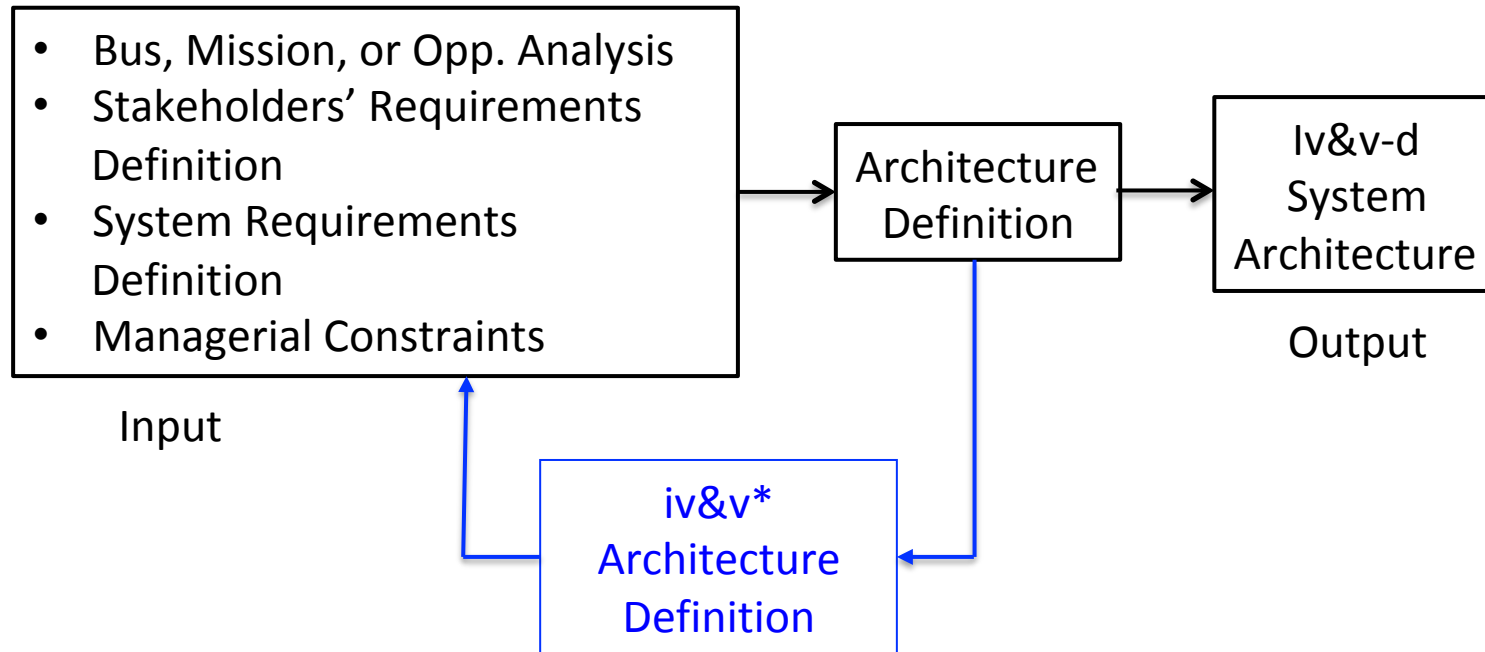 • Bus, Mission, or Opp. Analysis
• Stakeholders’ Requirements
Definition
• System Requirements
Definition
• Managerial Constraints
Input
Architecture
Definition
Iv&v-d
System
Architecture
Output
iv&v*
Architecture
Definition